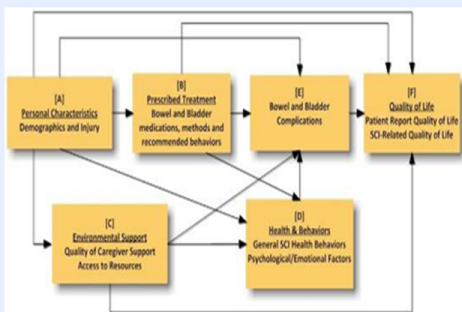 [A]
Personal Characteristics
Demographics and Injury
[B]
Prescribed Treatment
Bowel and Bladder
medications, methods and
recommended behaviors
[E]
Bowel and Bladder
Complications
[F]
Quality of Life
Patient Report Quality of Life
SCI-Related Quality of Life
[C]
Environmental Support
Quality of Caregiver Support
Access to Resources
[D]
Health & Behaviors
General SCI Health Behaviors
Psychological/Emotional Factors